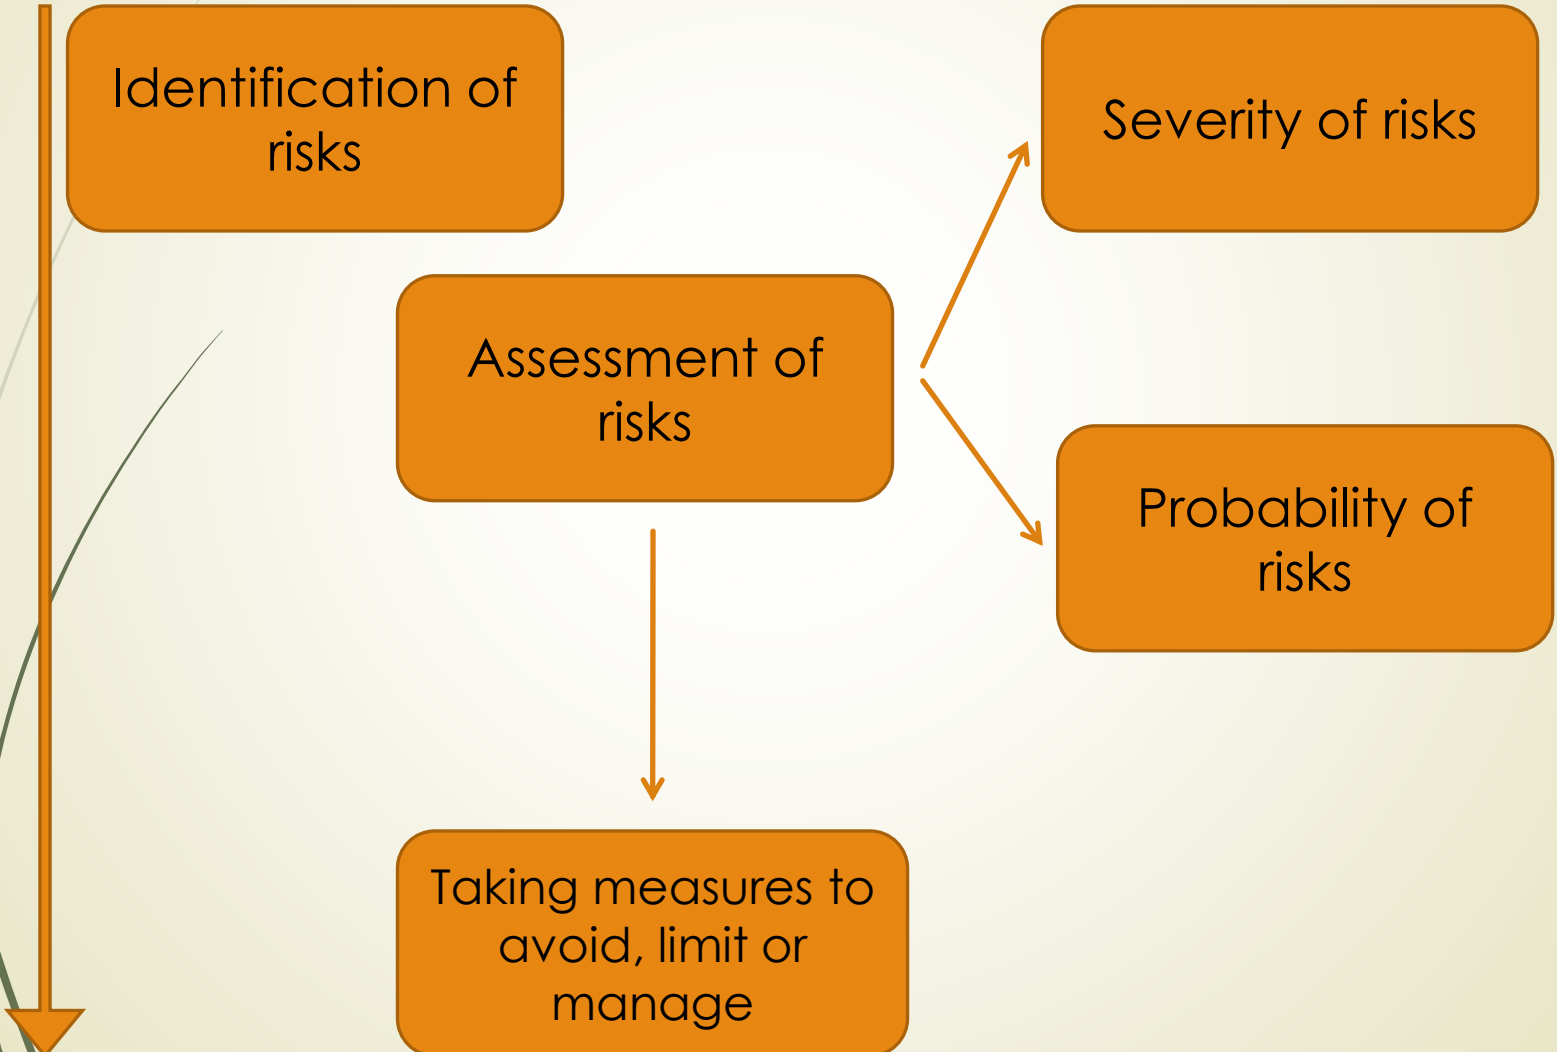 Identification of
risks
Severity of risks
Assessment of
risks
Probability of
risks
Taking measures to
avoid, limit or
manage